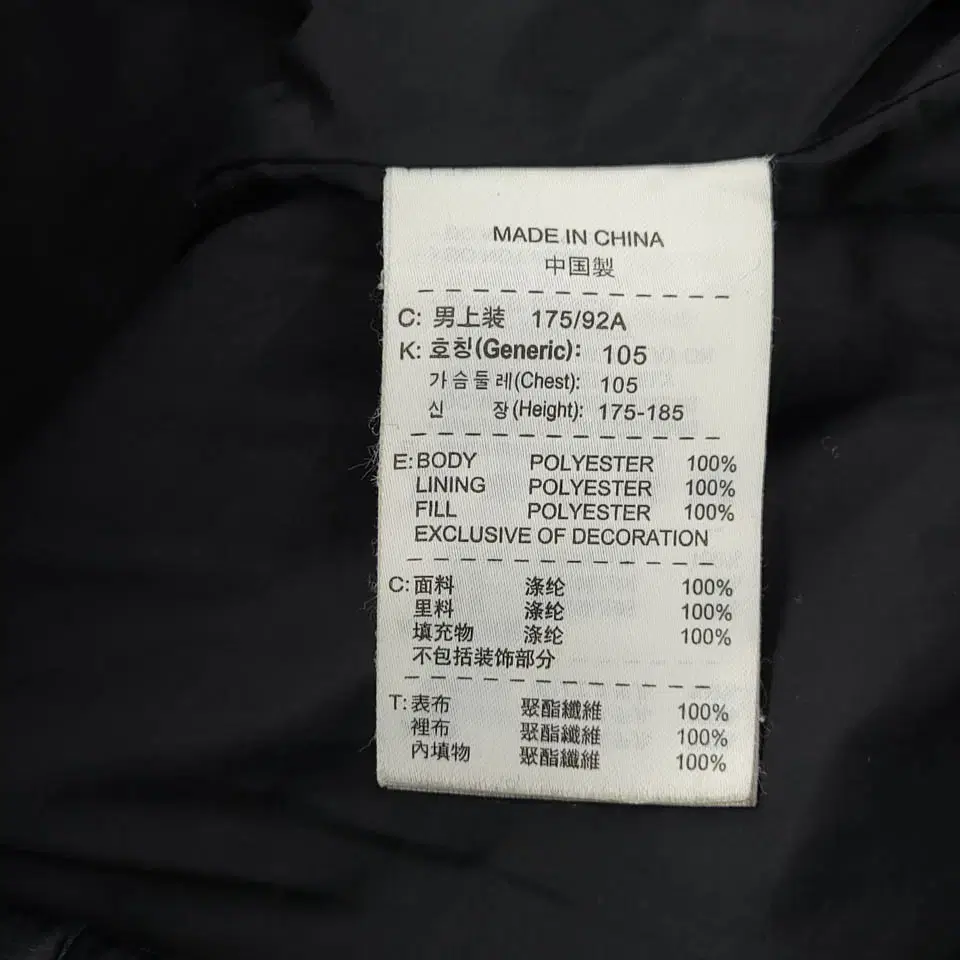 MADE IN CHINA
中国製
C: 男上装 175/92A
K: 호칭(Generic): 105
가슴둘레(Chest): 105
신 장(Height): 175-185
E: BODY POLYESTER 100%
LINING POLYESTER 100%
FILL POLYESTER 100%
EXCLUSIVE OF DECORATION
C: 面料 涤纶 100%
里料 涤纶 100%
填充物 涤纶 100%
不包括装饰部分
T: 表布 聚酯纖維 100%
裡布 聚酯纖維 100%
內填物 聚酯纖維 100%